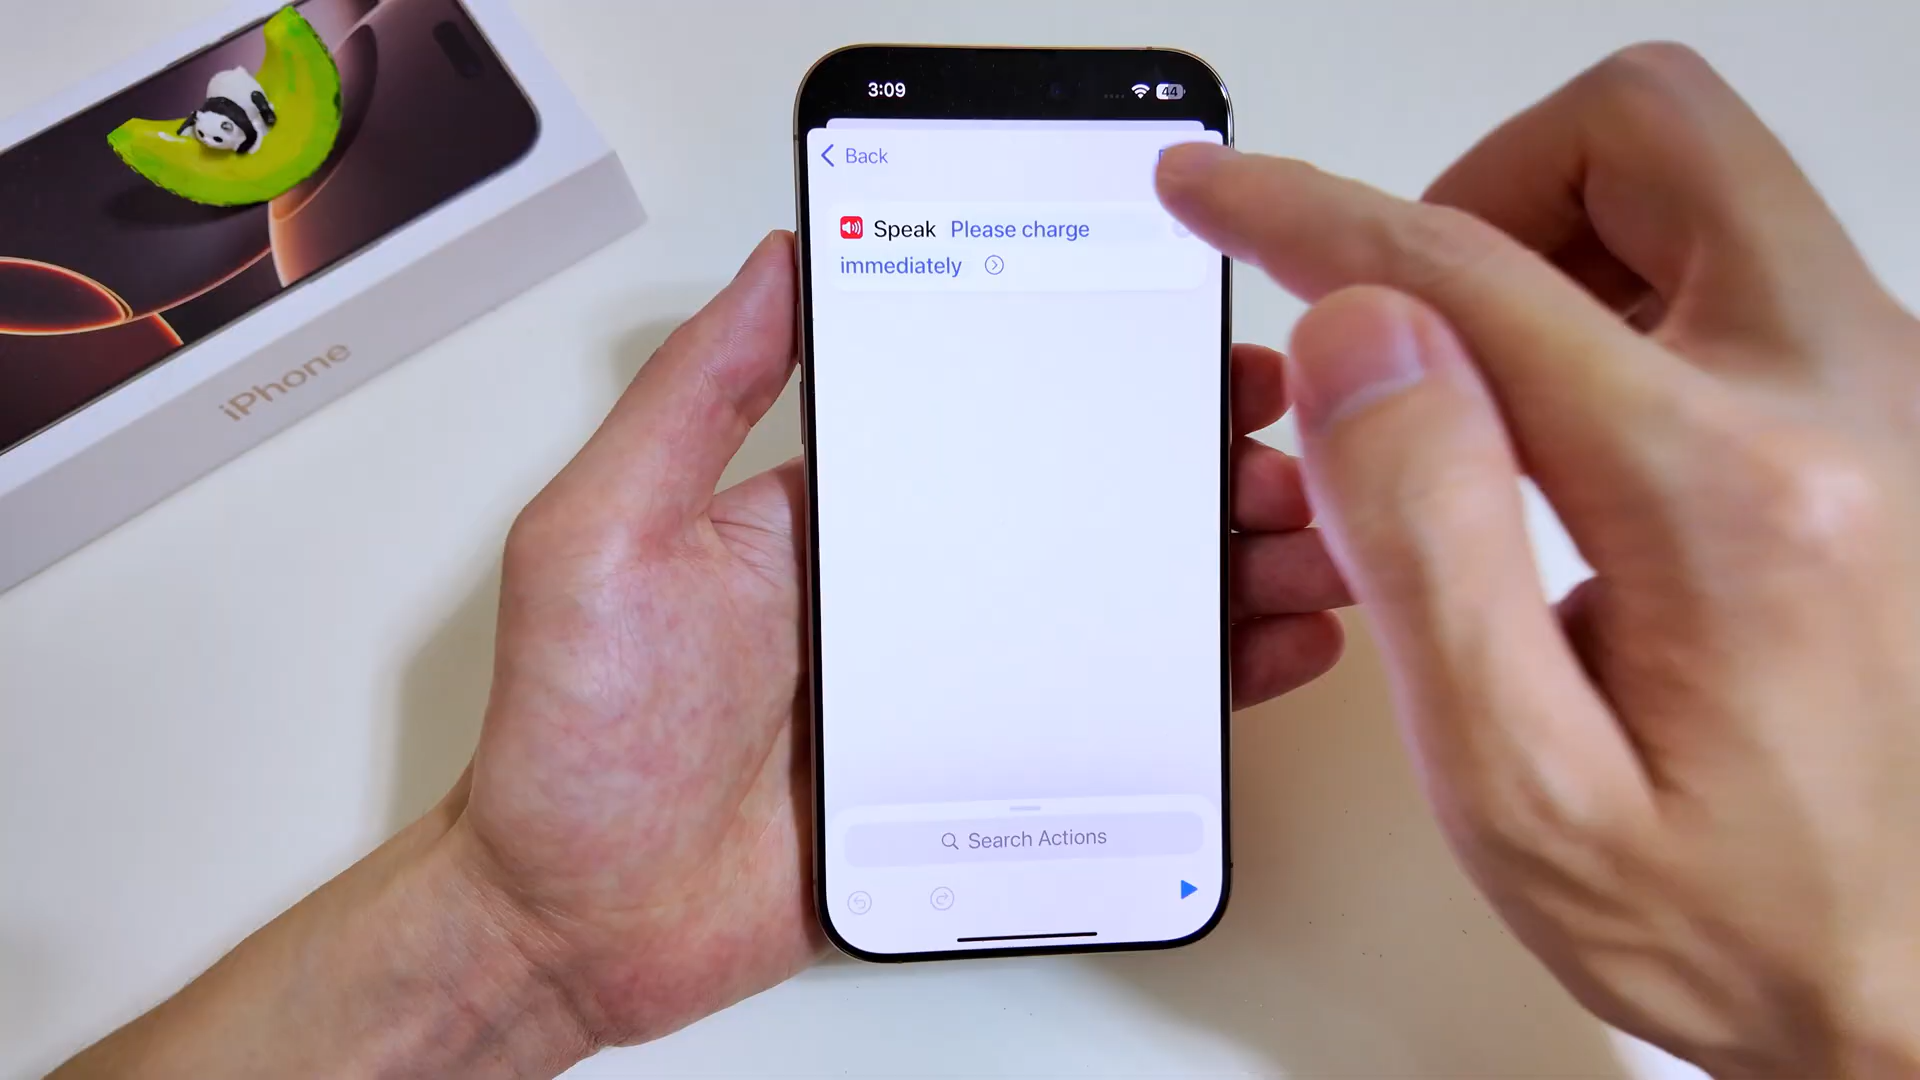 3:09
44
Back
Speak Please charge
immediately
Search Actions
iPhone